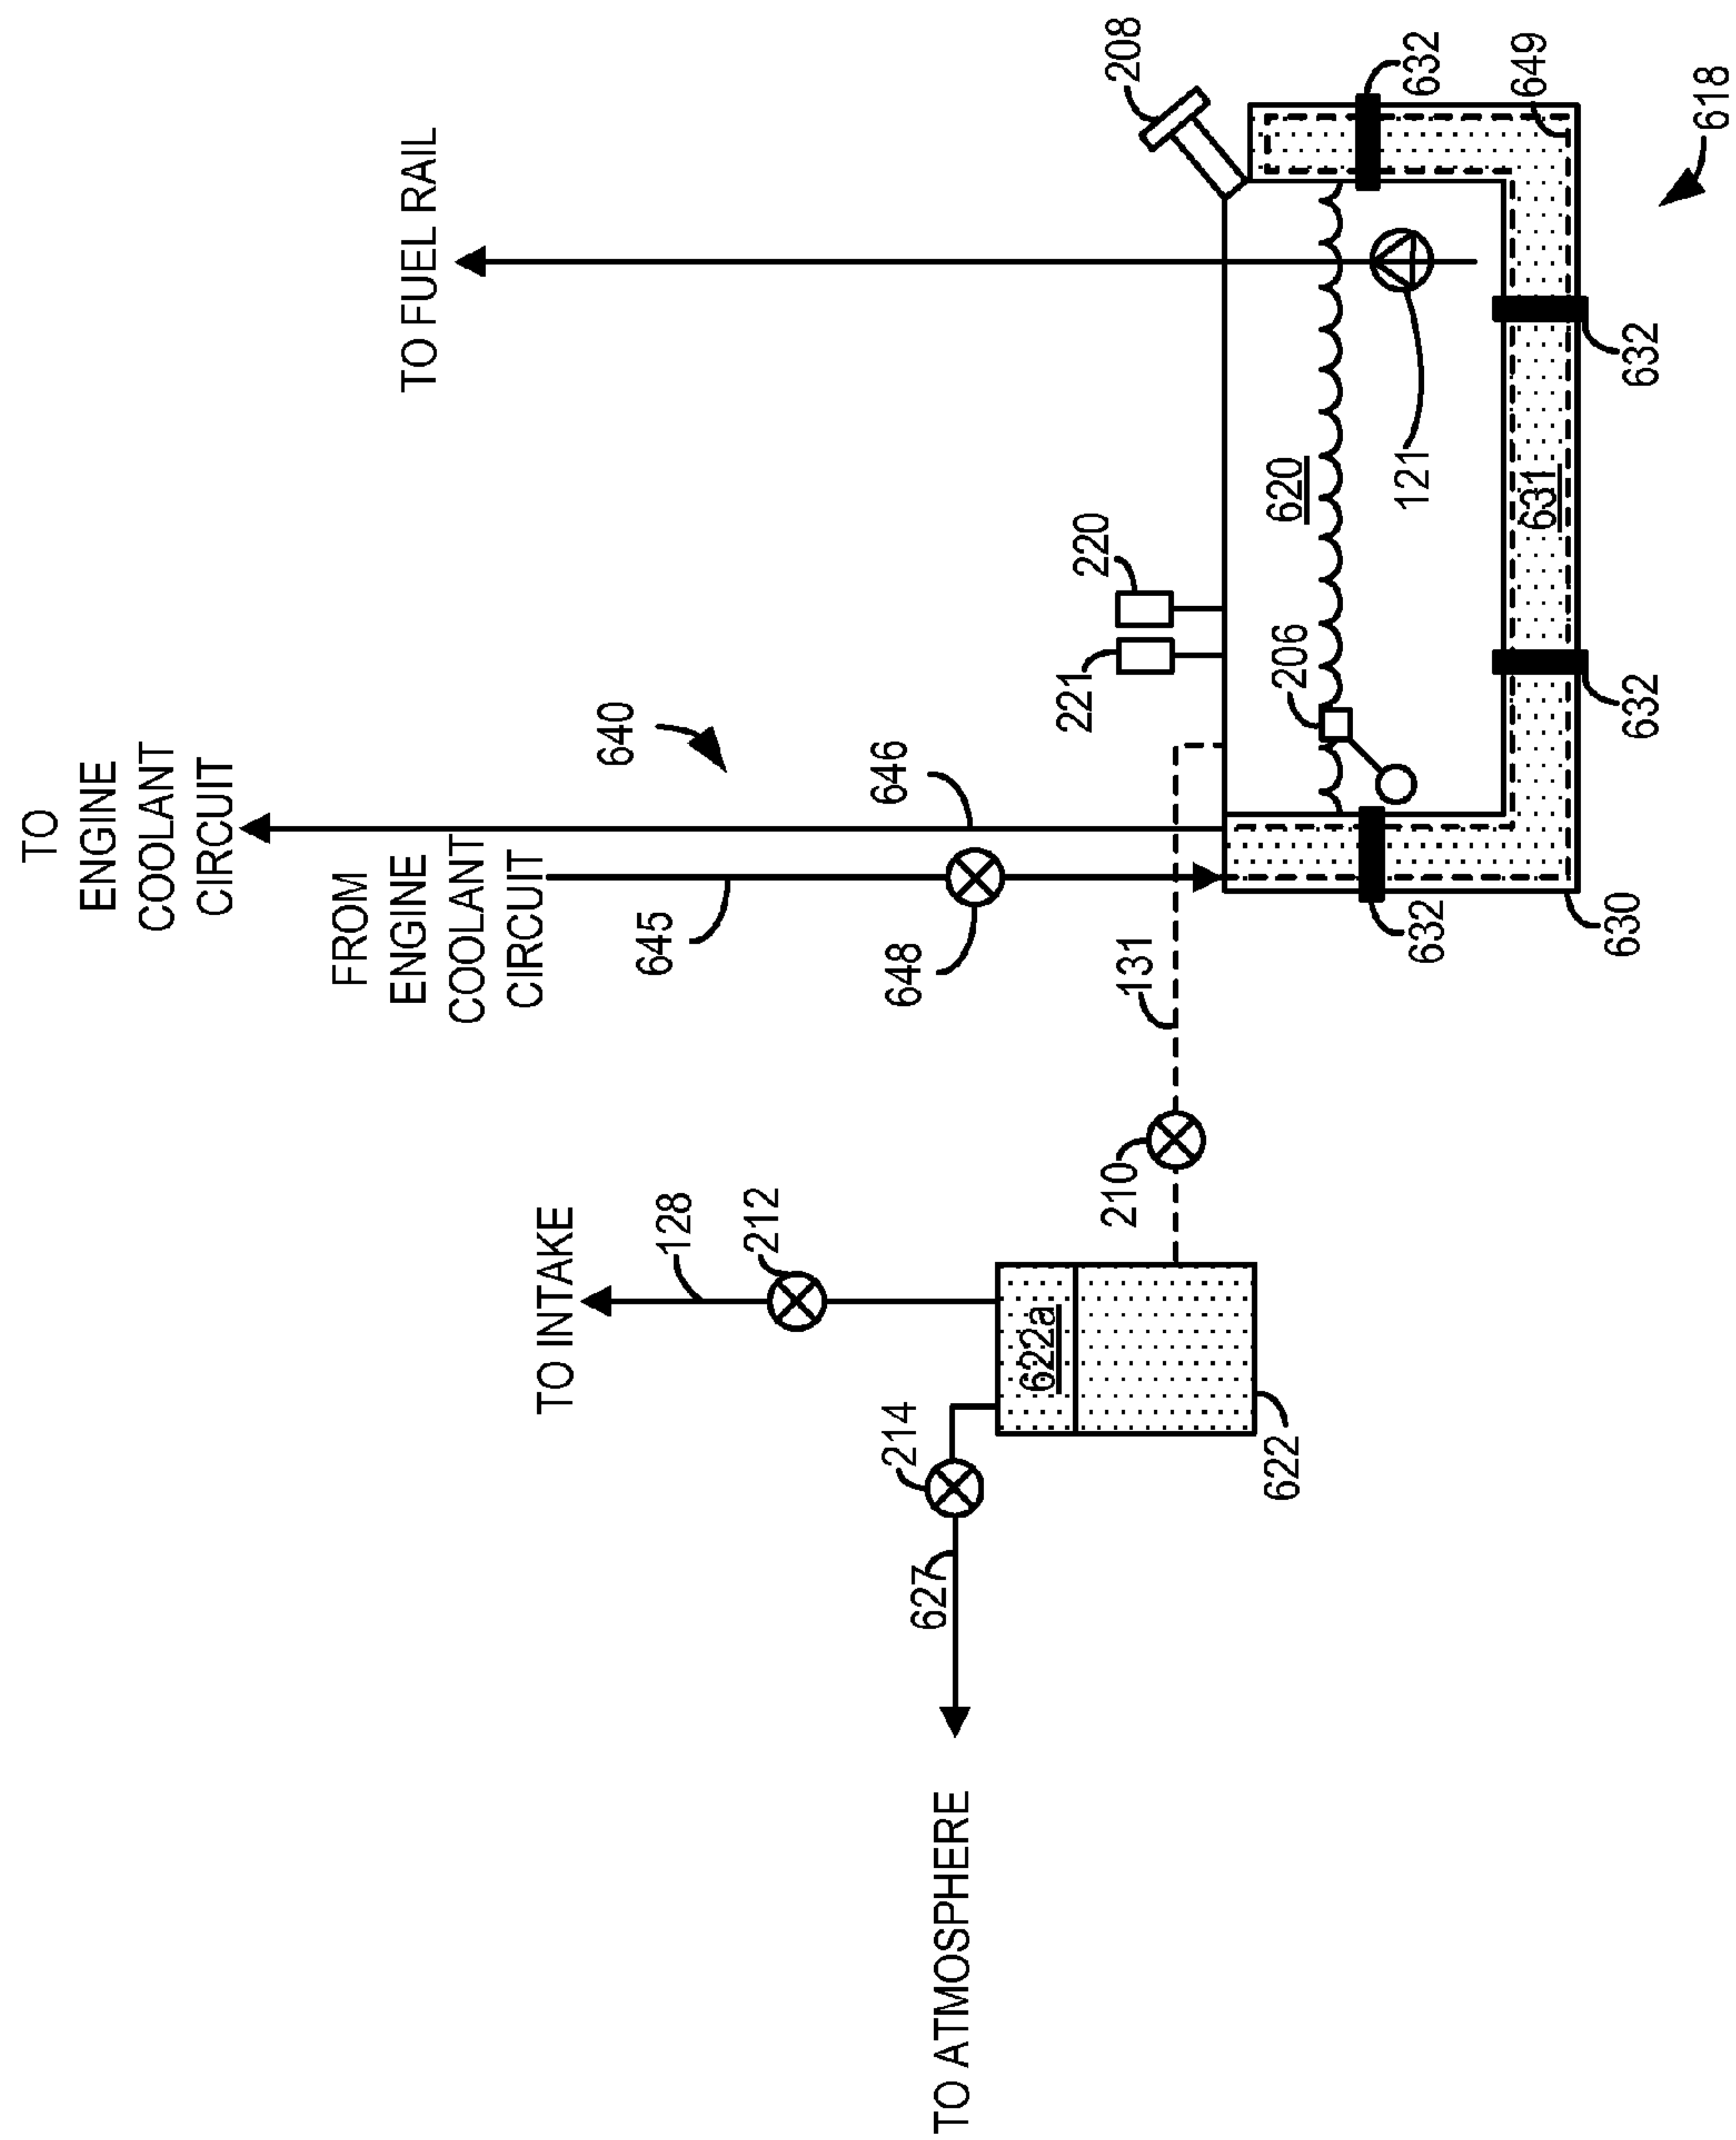 TO
ENGINE
COOLANT
CIRCUIT
FROM
ENGINE
COOLANT
CIRCUIT
TO FUEL RAIL
TO INTAKE
TO ATMOSPHERE
640
645
646
648
128
212
214
627
622a
622
210
131
221
220
208
206
620
121
631
632
632
632
632
630
649
618